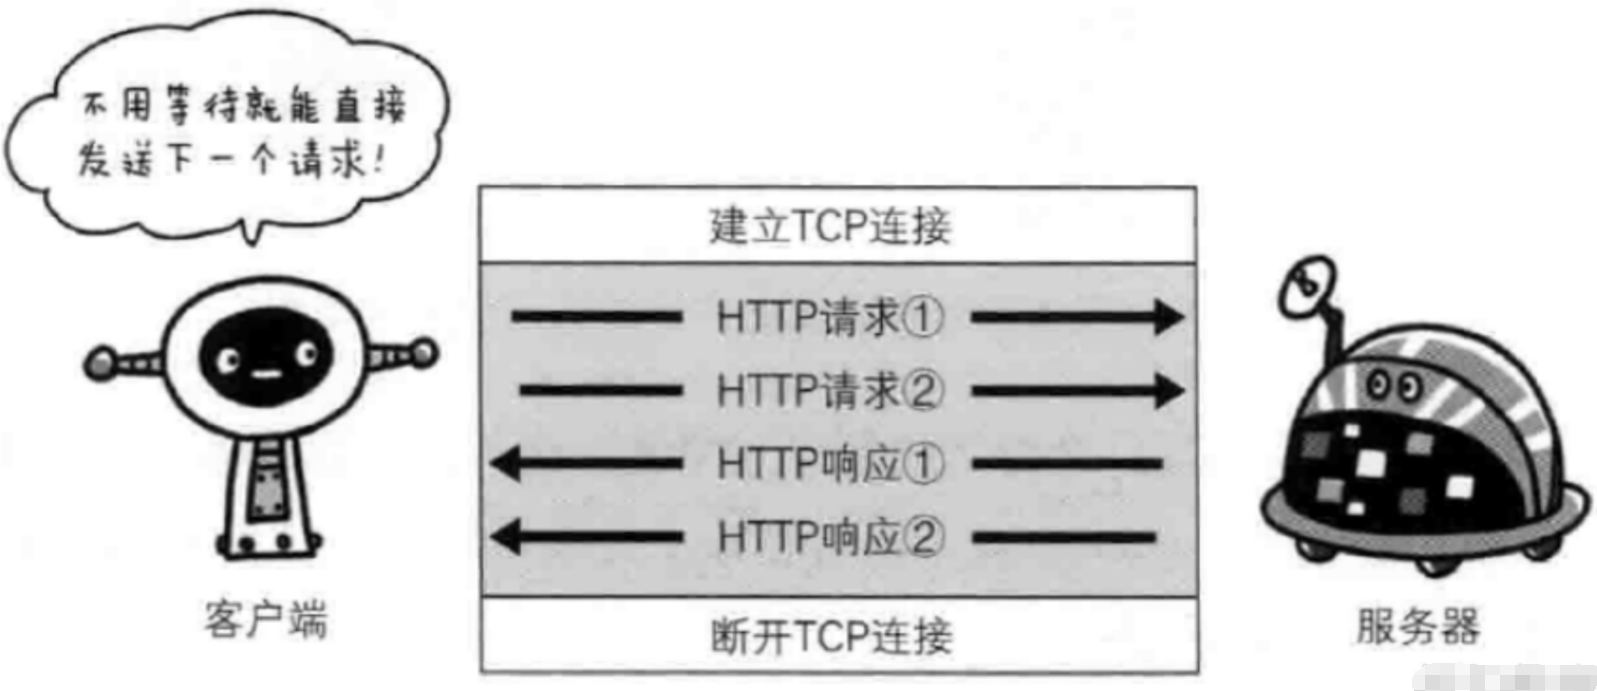 不用等待就能直接
发送下一个请求!
建立TCP连接
HTTP请求①
HTTP请求②
HTTP响应①
HTTP响应②
断开TCP连接
客户端
服务器